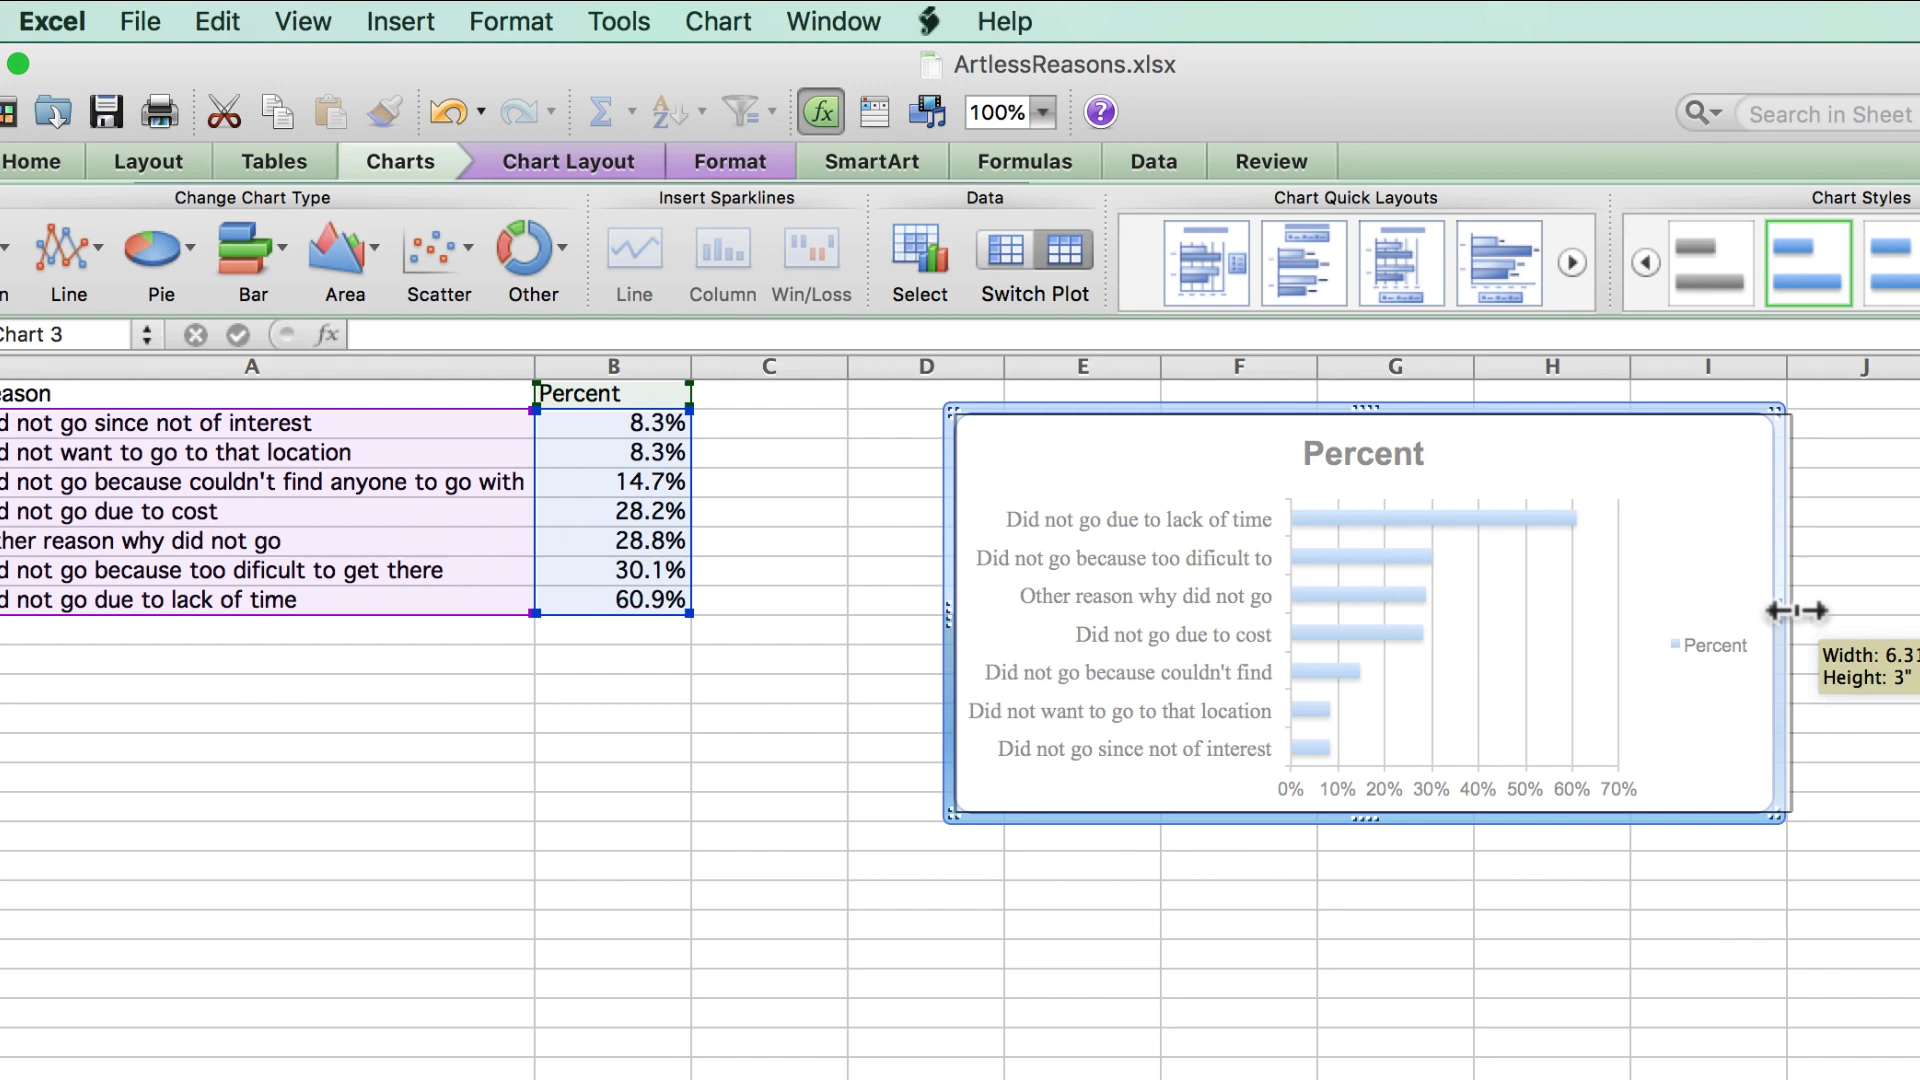 Excel File Edit View Insert Format Tools Chart Window Help
ArtlessReasons.xlsx
100% ? Search in Sheet
Home Layout Tables Charts Chart Layout Format SmartArt Formulas Data Review
Change Chart Type Insert Sparklines Data Chart Quick Layouts Chart Styles
n Line Pie Bar Area Scatter Other Line Column Win/Loss Select Switch Plot
Chart 3 fx
A B C D E F G H I J
eason Percent
d not go since not of interest 8.3%
d not want to go to that location 8.3%
d not go because couldn't find anyone to go with 14.7%
d not go due to cost 28.2%
her reason why did not go 28.8%
d not go because too dificult to get there 30.1%
d not go due to lack of time 60.9%
Percent
Did not go due to lack of time
Did not go because too dificult to
Other reason why did not go
Did not go due to cost
Did not go because couldn't find
Did not want to go to that location
Did not go since not of interest
0% 10% 20% 30% 40% 50% 60% 70%
Percent
Width: 6.31
Height: 3"